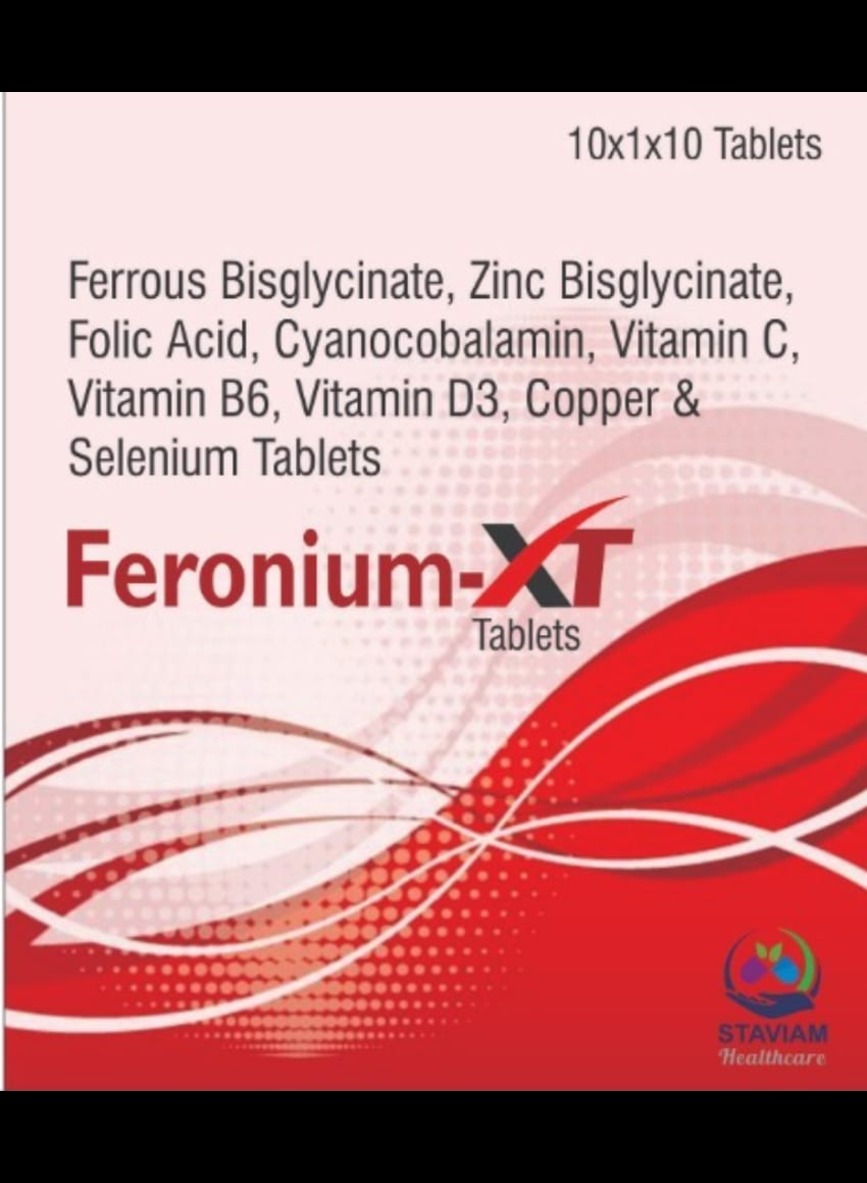 10x1x10 Tablets
Ferrous Bisglycinate, Zinc Bisglycinate,
Folic Acid, Cyanocobalamin, Vitamin C,
Vitamin B6, Vitamin D3, Copper &
Selenium Tablets
Feronium-XT
Tablets
STAVIAM
Healthcare